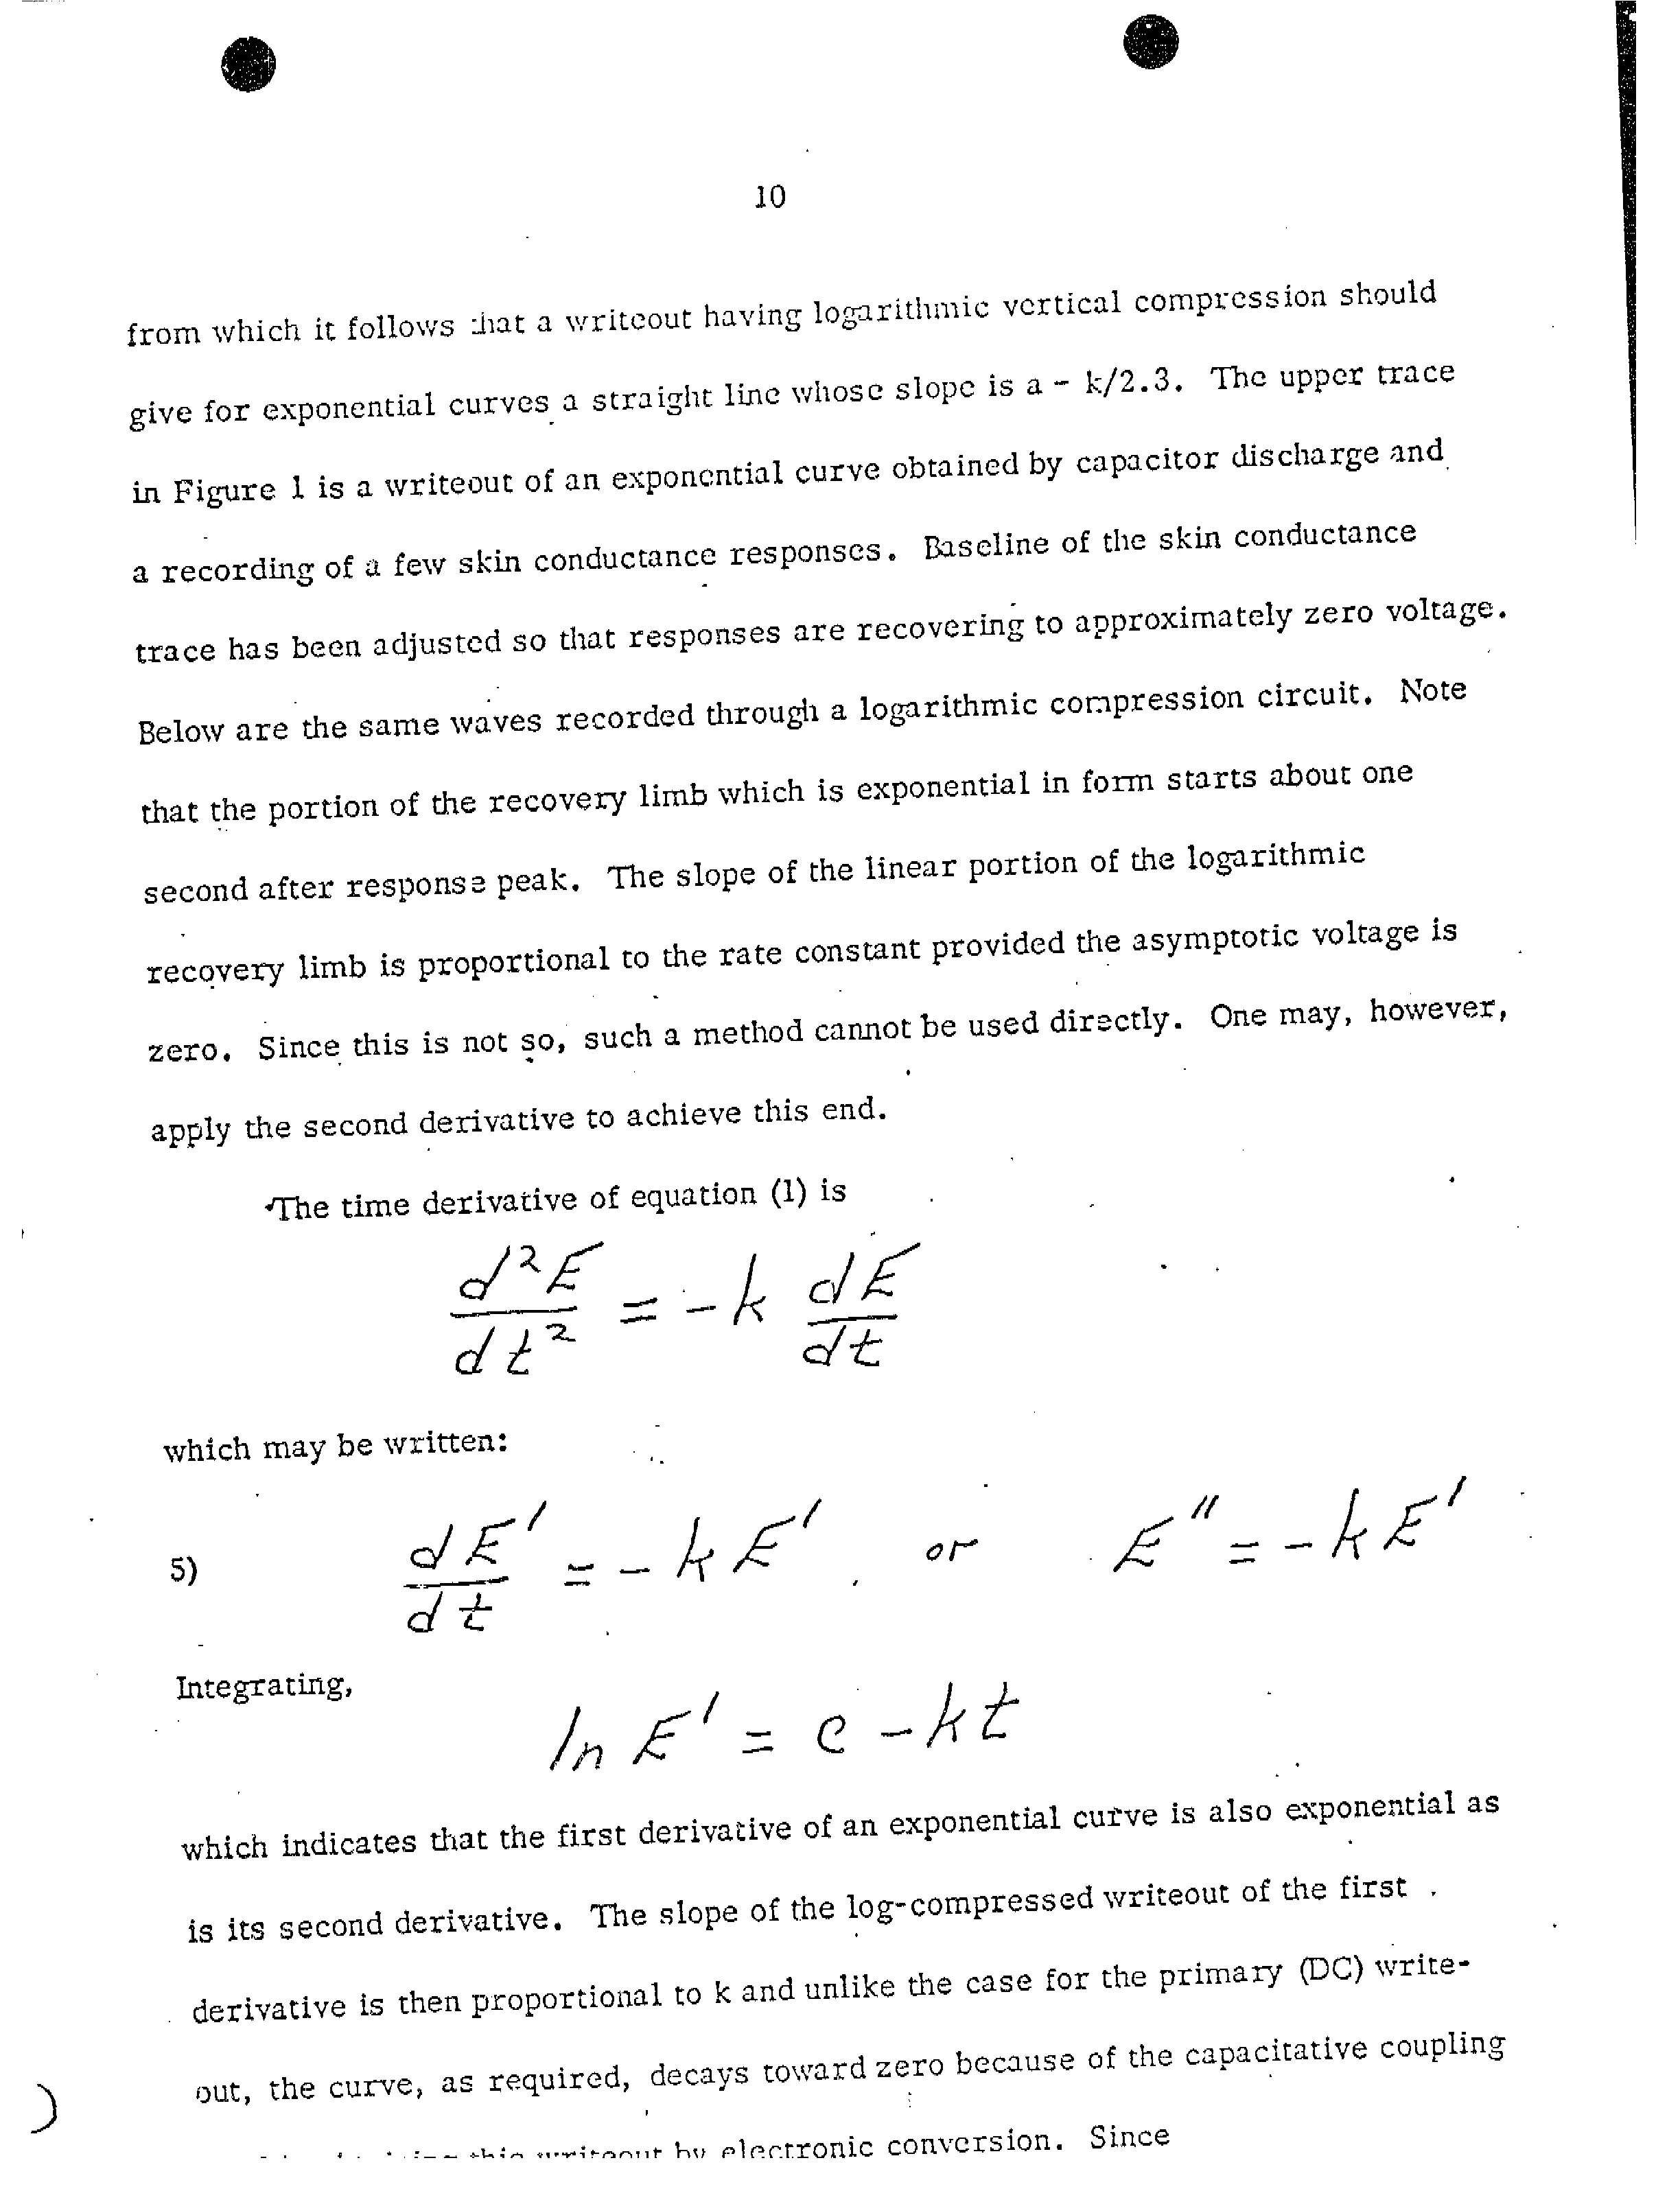 10
from which it follows that a writeout having logarithmic vertical compression should
give for exponential curves a straight line whose slope is a - k/2.3. The upper trace
in Figure 1 is a writeout of an exponential curve obtained by capacitor discharge and
a recording of a few skin conductance responses. Baseline of the skin conductance
trace has been adjusted so that responses are recovering to approximately zero voltage.
Below are the same waves recorded through a logarithmic compression circuit. Note
that the portion of the recovery limb which is exponential in form starts about one
second after response peak. The slope of the linear portion of the logarithmic
recovery limb is proportional to the rate constant provided the asymptotic voltage is
zero. Since this is not so, such a method cannot be used directly. One may, however,
apply the second derivative to achieve this end.
The time derivative of equation (1) is
d²E/dt² = -k dE/dt
which may be written:
5) dE'/dt = -kE' or E'' = -kE'
Integrating,
ln E' = c - kt
which indicates that the first derivative of an exponential curve is also exponential as
is its second derivative. The slope of the log-compressed writeout of the first
derivative is then proportional to k and unlike the case for the primary (DC) write-
out, the curve, as required, decays toward zero because of the capacitative coupling
this writeout by electronic conversion. Since